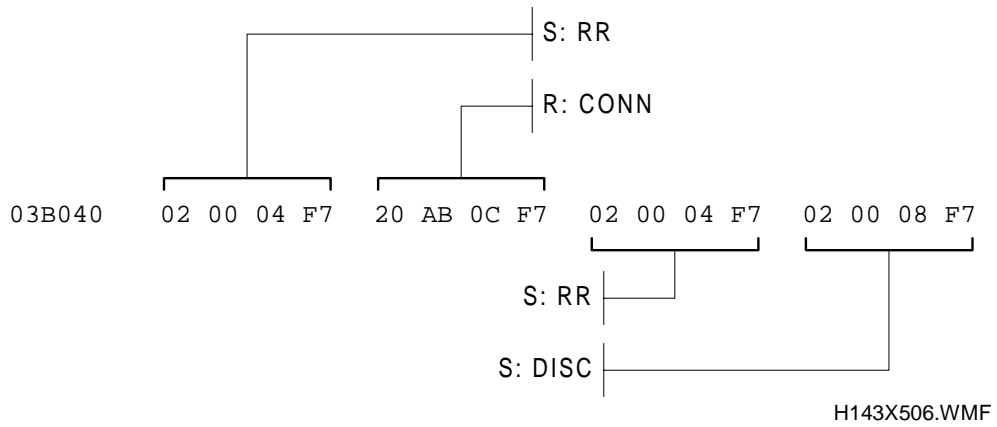 S: RR
R: CONN
03B040 02 00 04 F7 20 AB 0C F7 02 00 04 F7 02 00 08 F7
S: RR
S: DISC
H143X506.WMF